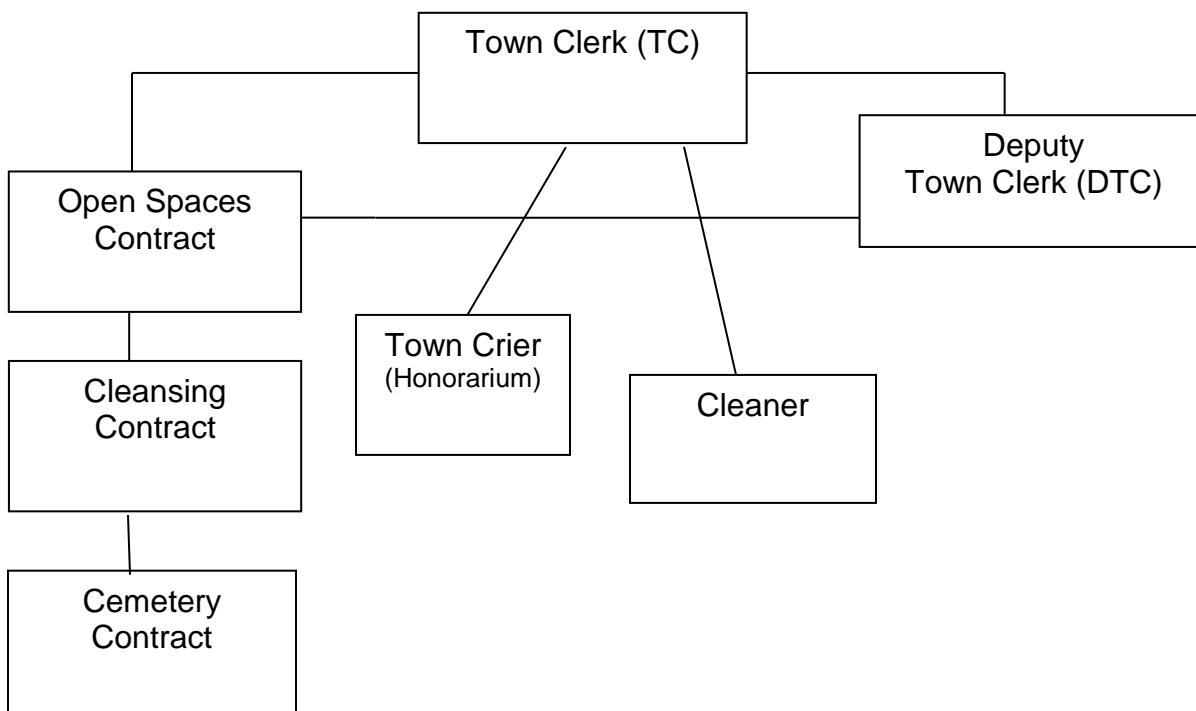 Town Clerk (TC)
Deputy
Town Clerk (DTC)
Open Spaces
Contract
Town Crier
(Honorarium)
Cleansing
Contract
Cleaner
Cemetery
Contract